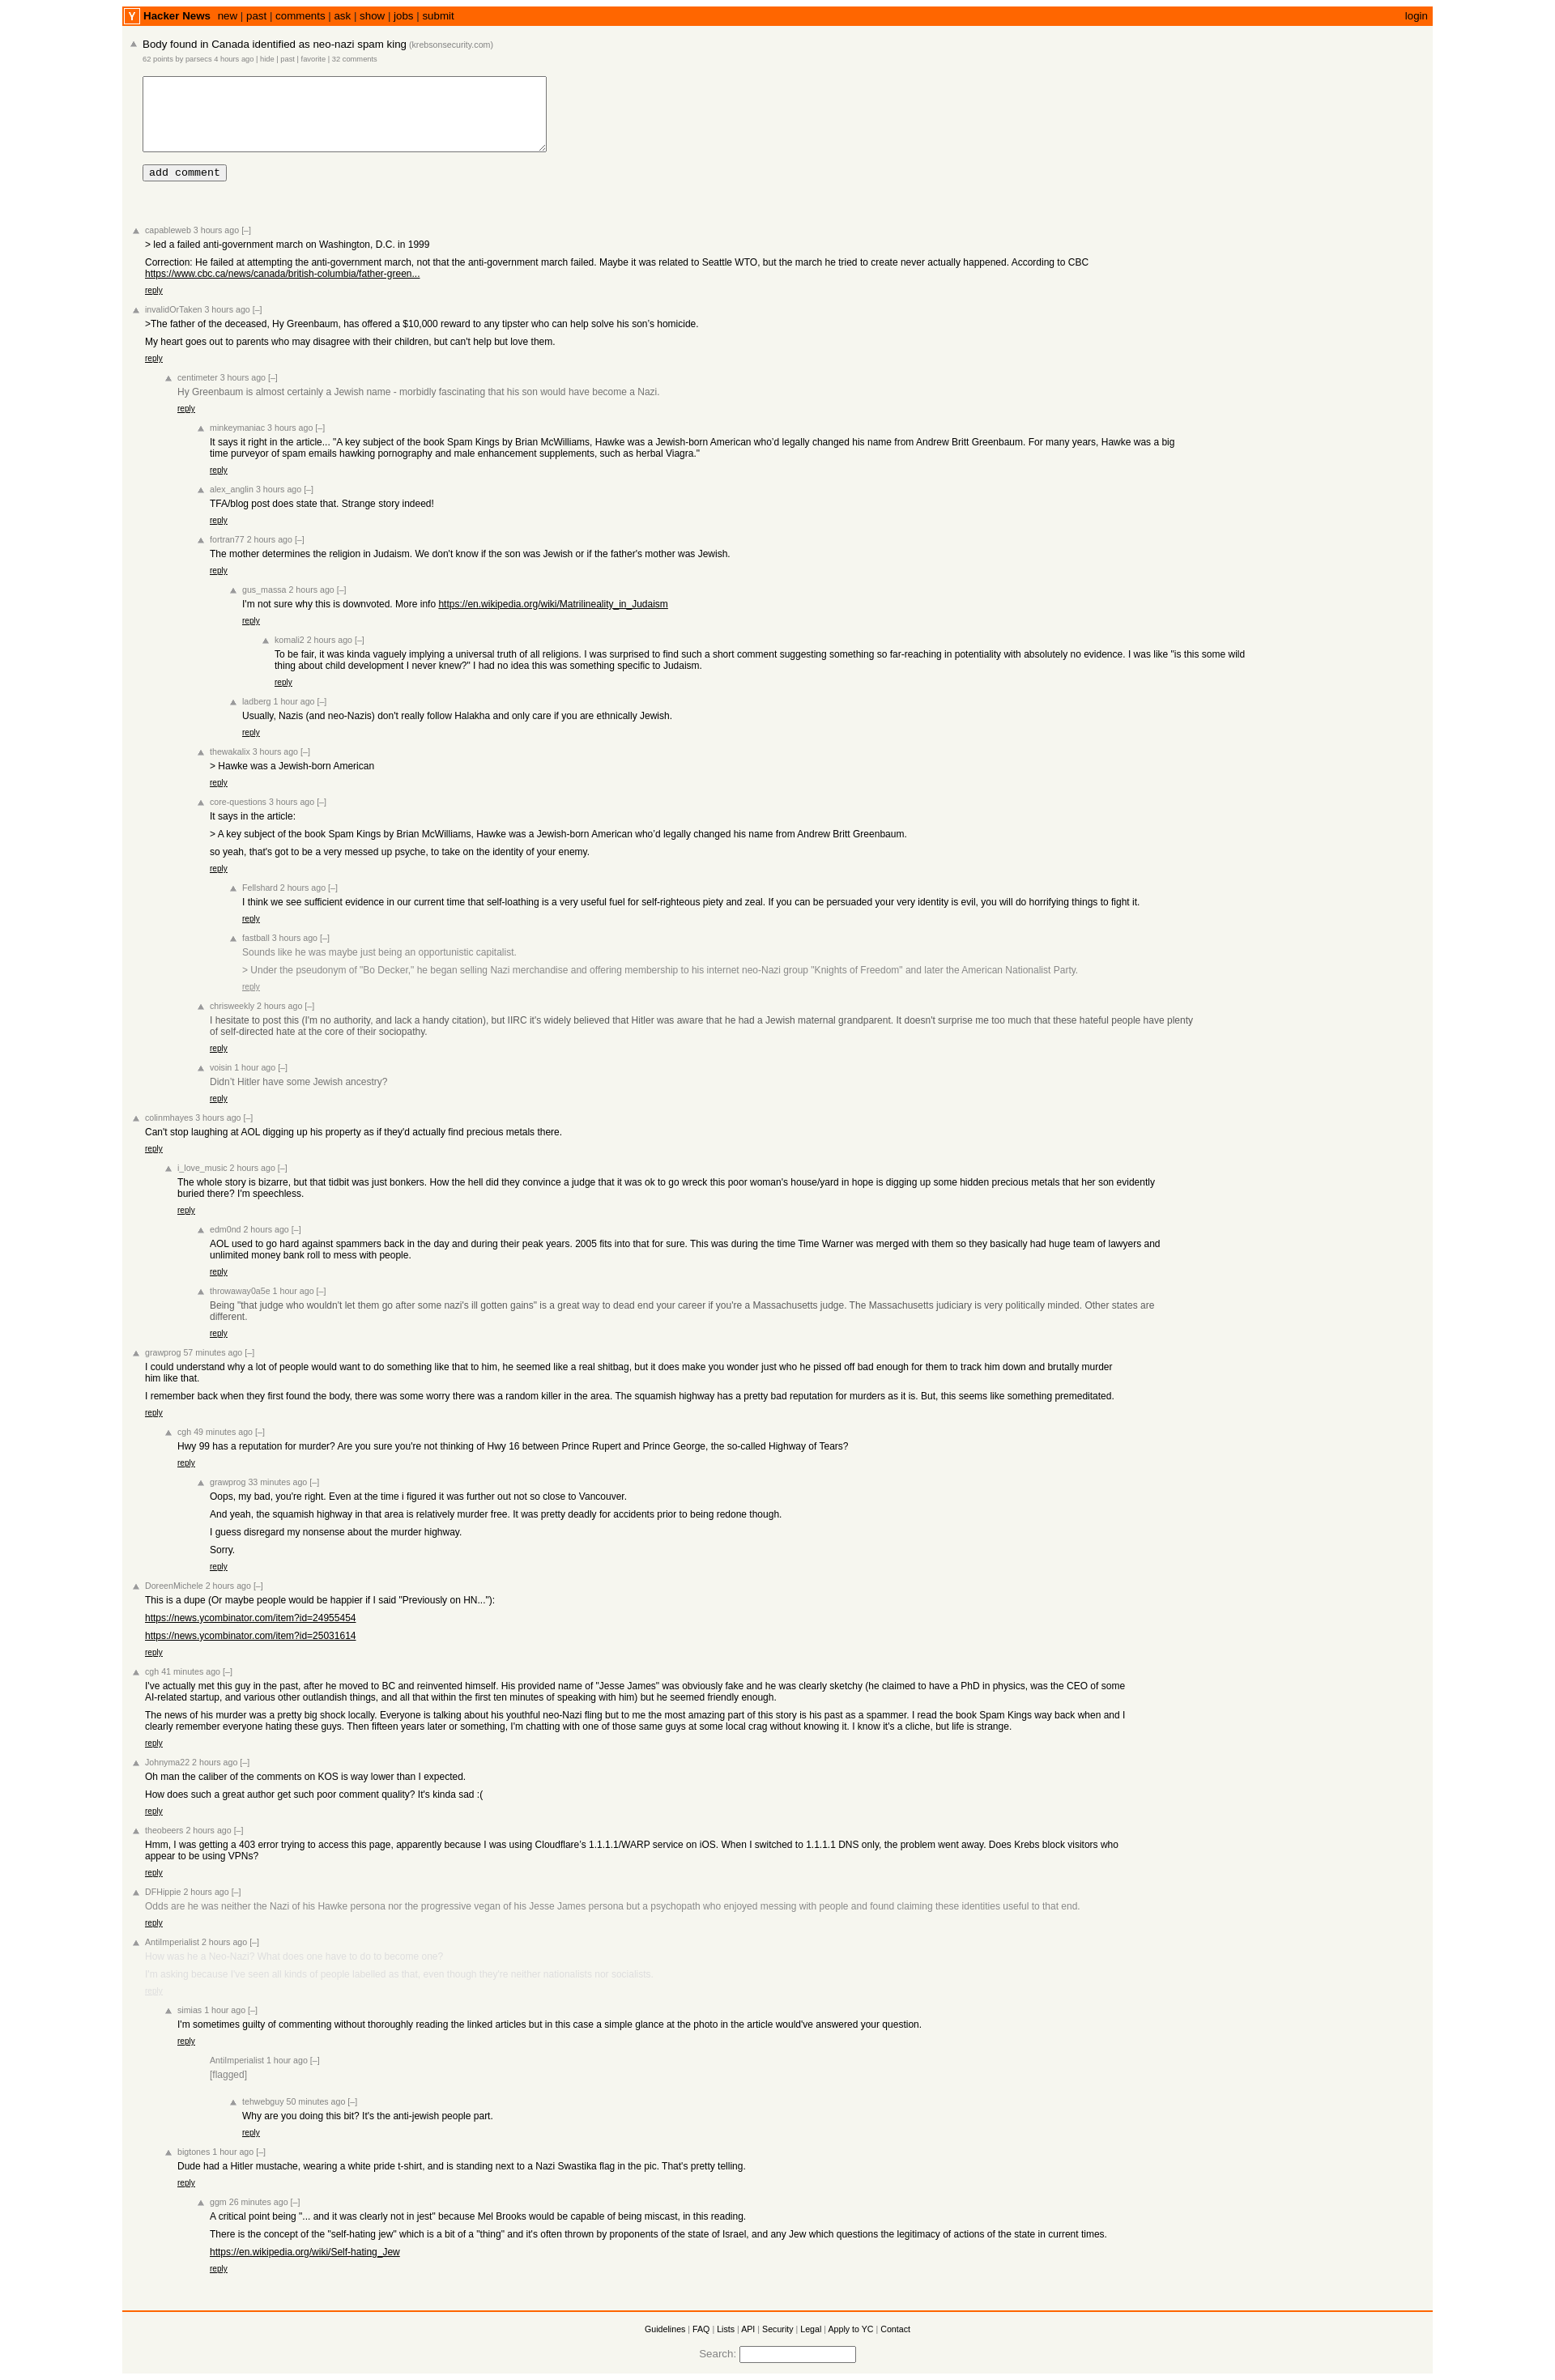 Y Hacker News new | past | comments | ask | show | jobs | submit login
Body found in Canada identified as neo-nazi spam king (krebsonsecurity.com)
62 points by parsecs 4 hours ago | hide | past | favorite | 32 comments
add comment
capableweb 3 hours ago [–]
> led a failed anti-government march on Washington, D.C. in 1999
Correction: He failed at attempting the anti-government march, not that the anti-government march failed. Maybe it was related to Seattle WTO, but the march he tried to create never actually happened. According to CBC
https://www.cbc.ca/news/canada/british-columbia/father-green...
reply
invalidOrTaken 3 hours ago [–]
>The father of the deceased, Hy Greenbaum, has offered a $10,000 reward to any tipster who can help solve his son's homicide.
My heart goes out to parents who may disagree with their children, but can't help but love them.
reply
centimeter 3 hours ago [–]
Hy Greenbaum is almost certainly a Jewish name - morbidly fascinating that his son would have become a Nazi.
reply
minkeymaniac 3 hours ago [–]
It says it right in the article... "A key subject of the book Spam Kings by Brian McWilliams, Hawke was a Jewish-born American who'd legally changed his name from Andrew Britt Greenbaum. For many years, Hawke was a big
time purveyor of spam emails hawking pornography and male enhancement supplements, such as herbal Viagra."
reply
alex_anglin 3 hours ago [–]
TFA/blog post does state that. Strange story indeed!
reply
fortran77 2 hours ago [–]
The mother determines the religion in Judaism. We don't know if the son was Jewish or if the father's mother was Jewish.
reply
gus_massa 2 hours ago [–]
I'm not sure why this is downvoted. More info https://en.wikipedia.org/wiki/Matrilineality_in_Judaism
reply
komali2 2 hours ago [–]
To be fair, it was kinda vaguely implying a universal truth of all religions. I was surprised to find such a short comment suggesting something so far-reaching in potentiality with absolutely no evidence. I was like "is this some wild
thing about child development I never knew?" I had no idea this was something specific to Judaism.
reply
ladberg 1 hour ago [–]
Usually, Nazis (and neo-Nazis) don't really follow Halakha and only care if you are ethnically Jewish.
reply
thewakalix 3 hours ago [–]
> Hawke was a Jewish-born American
reply
core-questions 3 hours ago [–]
It says in the article:
> A key subject of the book Spam Kings by Brian McWilliams, Hawke was a Jewish-born American who'd legally changed his name from Andrew Britt Greenbaum.
so yeah, that's got to be a very messed up psyche, to take on the identity of your enemy.
reply
Fellshard 2 hours ago [–]
I think we see sufficient evidence in our current time that self-loathing is a very useful fuel for self-righteous piety and zeal. If you can be persuaded your very identity is evil, you will do horrifying things to fight it.
reply
fastball 3 hours ago [–]
Sounds like he was maybe just being an opportunistic capitalist.
> Under the pseudonym of "Bo Decker," he began selling Nazi merchandise and offering membership to his internet neo-Nazi group "Knights of Freedom" and later the American Nationalist Party.
reply
chrisweekly 2 hours ago [–]
I hesitate to post this (I'm no authority, and lack a handy citation), but IIRC it's widely believed that Hitler was aware that he had a Jewish maternal grandparent. It doesn't surprise me too much that these hateful people have plenty
of self-directed hate at the core of their sociopathy.
reply
voisin 1 hour ago [–]
Didn't Hitler have some Jewish ancestry?
reply
colinmhayes 3 hours ago [–]
Can't stop laughing at AOL digging up his property as if they'd actually find precious metals there.
reply
i_love_music 2 hours ago [–]
The whole story is bizarre, but that tidbit was just bonkers. How the hell did they convince a judge that it was ok to go wreck this poor woman's house/yard in hope is digging up some hidden precious metals that her son evidently
buried there? I'm speechless.
reply
edm0nd 2 hours ago [–]
AOL used to go hard against spammers back in the day and during their peak years. 2005 fits into that for sure. This was during the time Time Warner was merged with them so they basically had huge team of lawyers and
unlimited money bank roll to mess with people.
reply
throwaway0a5e 1 hour ago [–]
Being "that judge who wouldn't let them go after some nazi's ill gotten gains" is a great way to dead end your career if you're a Massachusetts judge. The Massachusetts judiciary is very politically minded. Other states are
different.
reply
grawprog 57 minutes ago [–]
I could understand why a lot of people would want to do something like that to him, he seemed like a real shitbag, but it does make you wonder just who he pissed off bad enough for them to track him down and brutally murder
him like that.
I remember back when they first found the body, there was some worry there was a random killer in the area. The squamish highway has a pretty bad reputation for murders as it is. But, this seems like something premeditated.
reply
cgh 49 minutes ago [–]
Hwy 99 has a reputation for murder? Are you sure you're not thinking of Hwy 16 between Prince Rupert and Prince George, the so-called Highway of Tears?
reply
grawprog 33 minutes ago [–]
Oops, my bad, you're right. Even at the time i figured it was further out not so close to Vancouver.
And yeah, the squamish highway in that area is relatively murder free. It was pretty deadly for accidents prior to being redone though.
I guess disregard my nonsense about the murder highway.
Sorry.
reply
DoreenMichele 2 hours ago [–]
This is a dupe (Or maybe people would be happier if I said "Previously on HN..."):
https://news.ycombinator.com/item?id=24955454
https://news.ycombinator.com/item?id=25031614
reply
cgh 41 minutes ago [–]
I've actually met this guy in the past, after he moved to BC and reinvented himself. His provided name of "Jesse James" was obviously fake and he was clearly sketchy (he claimed to have a PhD in physics, was the CEO of some
AI-related startup, and various other outlandish things, and all that within the first ten minutes of speaking with him) but he seemed friendly enough.
The news of his murder was a pretty big shock locally. Everyone is talking about his youthful neo-Nazi fling but to me the most amazing part of this story is his past as a spammer. I read the book Spam Kings way back when and I
clearly remember everyone hating these guys. Then fifteen years later or something, I'm chatting with one of those same guys at some local crag without knowing it. I know it's a cliche, but life is strange.
reply
Johnyma22 2 hours ago [–]
Oh man the caliber of the comments on KOS is way lower than I expected.
How does such a great author get such poor comment quality? It's kinda sad :(
reply
theobeers 2 hours ago [–]
Hmm, I was getting a 403 error trying to access this page, apparently because I was using Cloudflare's 1.1.1.1/WARP service on iOS. When I switched to 1.1.1.1 DNS only, the problem went away. Does Krebs block visitors who
appear to be using VPNs?
reply
DFHippie 2 hours ago [–]
Odds are he was neither the Nazi of his Hawke persona nor the progressive vegan of his Jesse James persona but a psychopath who enjoyed messing with people and found claiming these identities useful to that end.
reply
AntiImperialist 2 hours ago [–]
How was he a Neo-Nazi? What does one have to do to become one?
I'm asking because I've seen all kinds of people labelled as that, even though they're neither nationalists nor socialists.
reply
simias 1 hour ago [–]
I'm sometimes guilty of commenting without thoroughly reading the linked articles but in this case a simple glance at the photo in the article would've answered your question.
reply
AntiImperialist 1 hour ago [–]
[flagged]
tehwebguy 50 minutes ago [–]
Why are you doing this bit? It's the anti-jewish people part.
reply
bigtones 1 hour ago [–]
Dude had a Hitler mustache, wearing a white pride t-shirt, and is standing next to a Nazi Swastika flag in the pic. That's pretty telling.
reply
ggm 26 minutes ago [–]
A critical point being "... and it was clearly not in jest" because Mel Brooks would be capable of being miscast, in this reading.
There is the concept of the "self-hating jew" which is a bit of a "thing" and it's often thrown by proponents of the state of Israel, and any Jew which questions the legitimacy of actions of the state in current times.
https://en.wikipedia.org/wiki/Self-hating_Jew
reply
Guidelines | FAQ | Lists | API | Security | Legal | Apply to YC | Contact
Search: